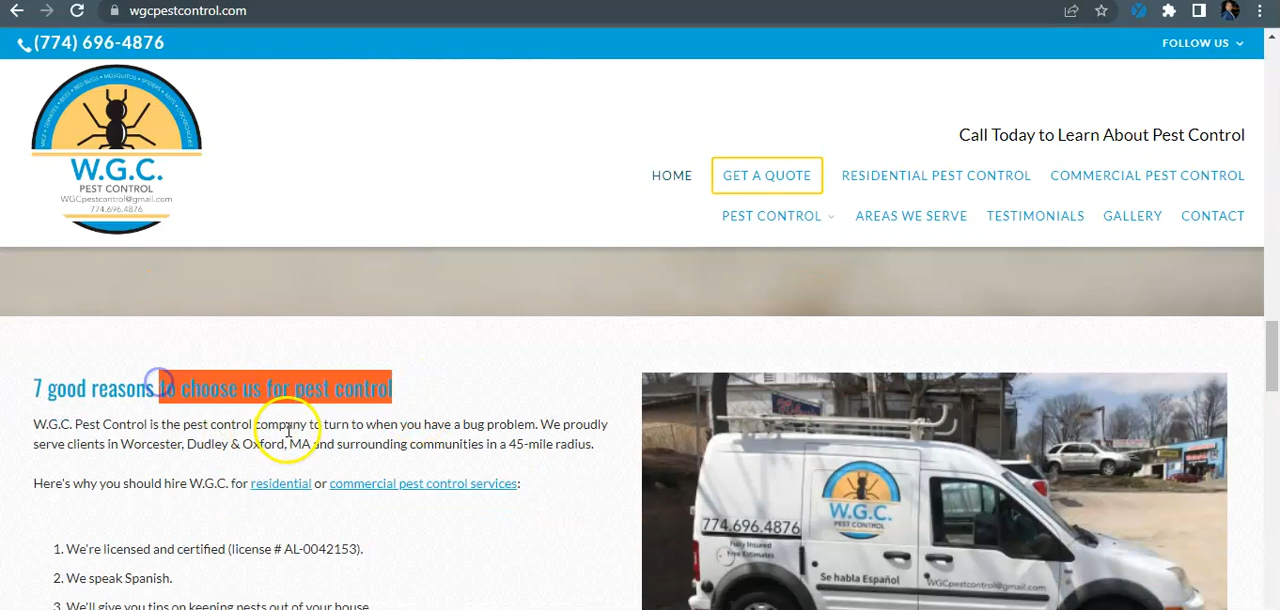 wgcpestcontrol.com
(774) 696-4876
FOLLOW US
W.G.C.
PEST CONTROL
WGCpestcontrol@gmail.com
774.696.4876
Call Today to Learn About Pest Control
HOME
GET A QUOTE
RESIDENTIAL PEST CONTROL
COMMERCIAL PEST CONTROL
PEST CONTROL
AREAS WE SERVE
TESTIMONIALS
GALLERY
CONTACT
7 good reasons to choose us for pest control
W.G.C. Pest Control is the pest control company to turn to when you have a bug problem. We proudly
serve clients in Worcester, Dudley & Oxford, MA and surrounding communities in a 45-mile radius.
Here's why you should hire W.G.C. for residential or commercial pest control services:
1. We're licensed and certified (license # AL-0042153).
2. We speak Spanish.
3. We'll give you tips on keeping pests out of your house
W.G.C.
PEST CONTROL
774.696.4876
Fully Insured
Free Estimates
Se habla Español
WGCpestcontrol@gmail.com